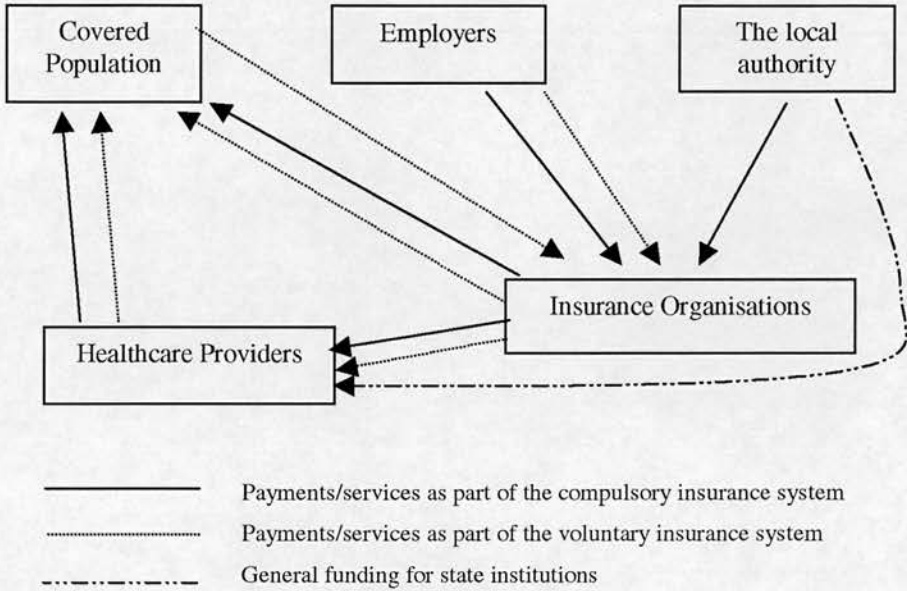 Covered
Population
Employers
The local
authority
Insurance Organisations
Healthcare Providers
Payments/services as part of the compulsory insurance system
Payments/services as part of the voluntary insurance system
General funding for state institutions